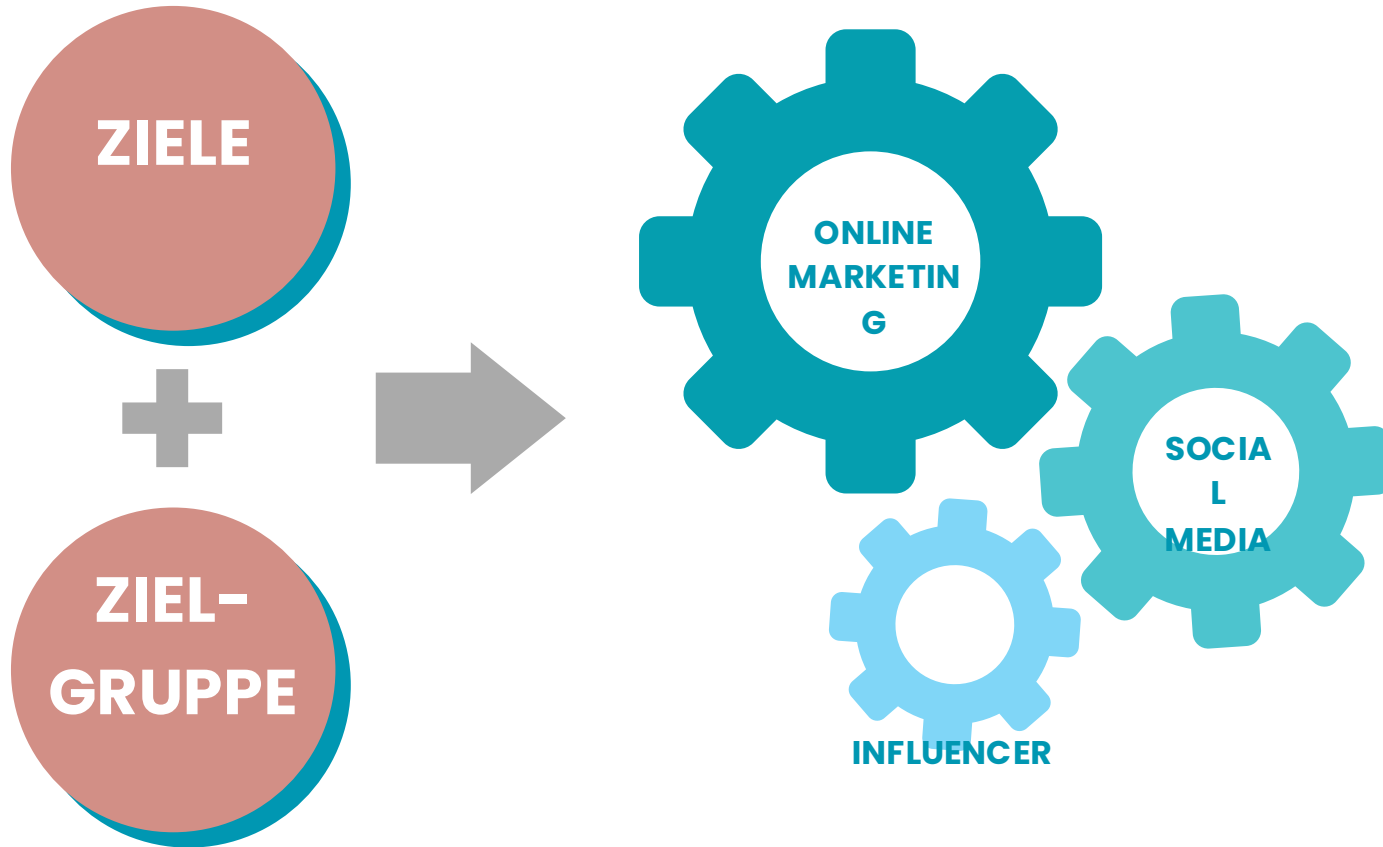 ZIELE
ZIEL-
GRUPPE
ONLINE
MARKETIN
G
SOCIA
L
MEDIA
INFLUENCER